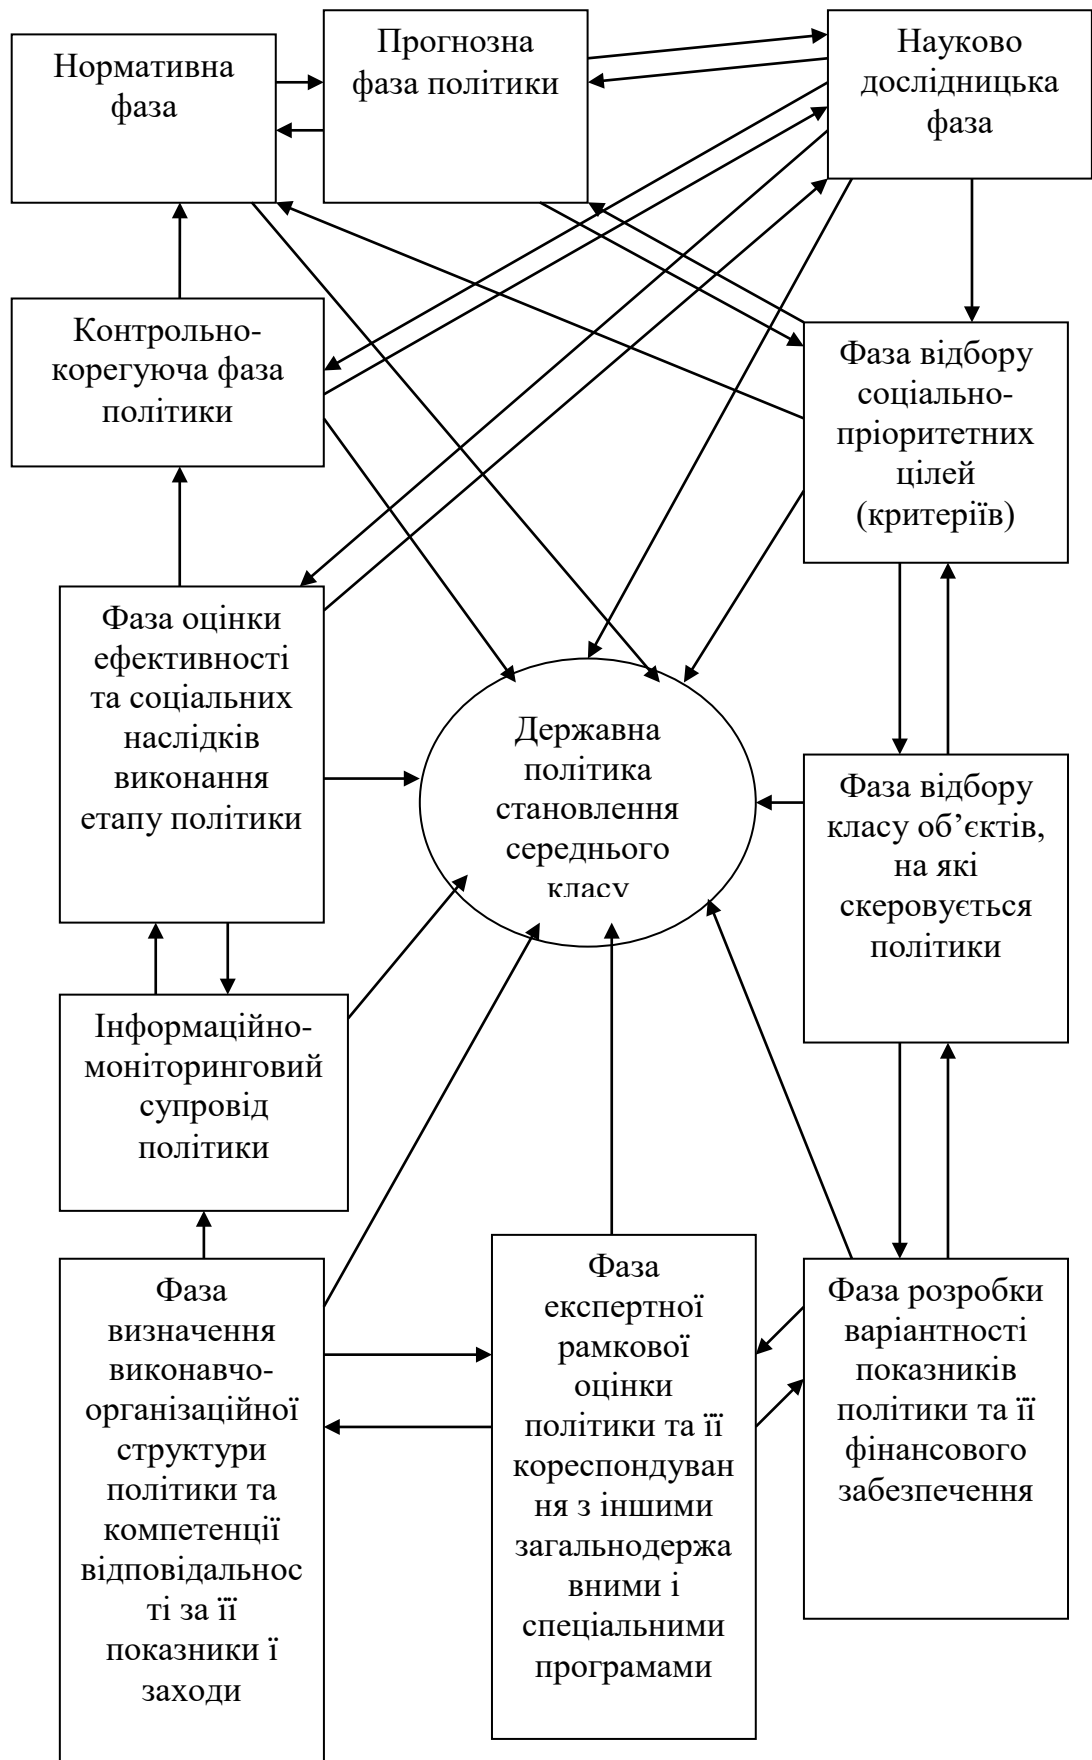 Нормативна
фаза
Прогнозна
фаза політики
Науково
дослідницька
фаза
Контрольно-
корегуюча фаза
політики
Фаза відбору
соціально-
пріоритетних
цілей
(критеріїв)
Фаза оцінки
ефективності
та соціальних
наслідків
виконання
етапу політики
Державна
політика
становлення
середнього
класу
Фаза відбору
класу об’єктів,
на які
скеровується
політики
Інформаційно-
моніторинговий
супровід
політики
Фаза
визначення
виконавчо-
організаційної
структури
політики та
компетенції
відповідальнос
ті за її
показники ї
заходи
Фаза
експертної
рамкової
оцінки
політики та її
кореспондуван
ня з іншими
загальнодержа
вними і
спеціальними
програмами
Фаза розробки
варіантності
показників
політики та її
фінансового
забезпечення